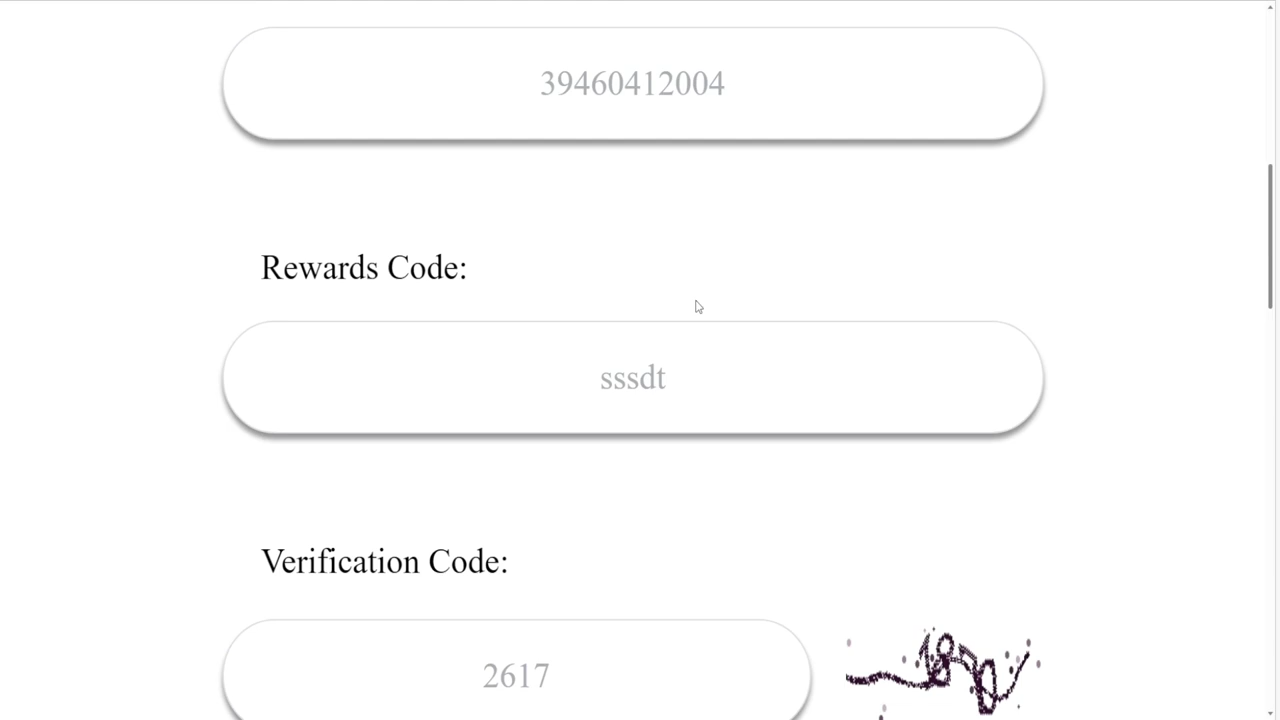 39460412004
Rewards Code:
sssdt
Verification Code:
2617